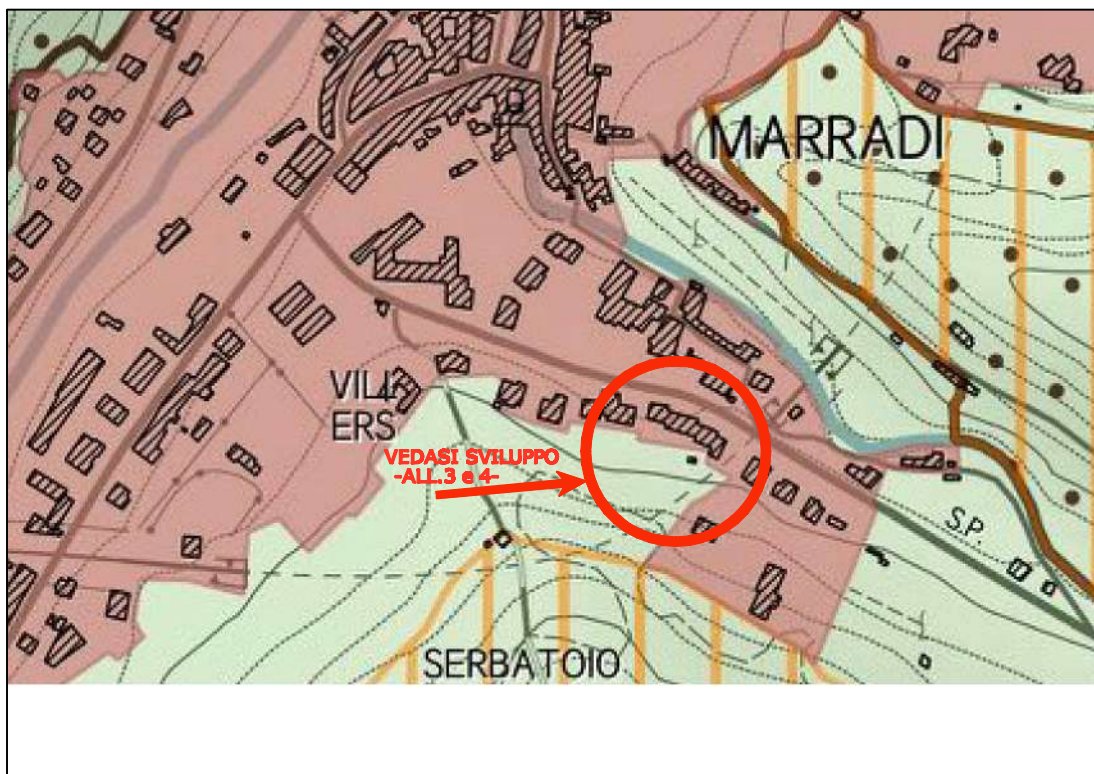 MARRADI
VILL
ERS
VEDASI SVILUPPO
-ALL.3 e 4-
S.P.
SERBATOIO